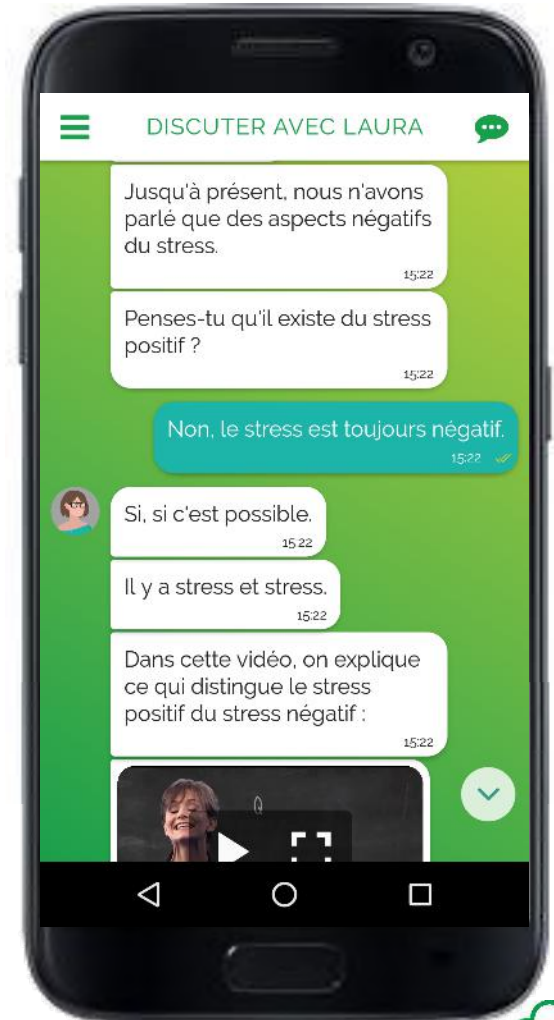 DISCUTER AVEC LAURA
Jusqu'à présent, nous n'avons
parlé que des aspects négatifs
du stress.
15:22
Penses-tu qu'il existe du stress
positif ?
15:22
Non, le stress est toujours négatif.
15:22
Si, si c'est possible.
15:22
Il y a stress et stress.
15:22
Dans cette vidéo, on explique
ce qui distingue le stress
positif du stress négatif :
15:22